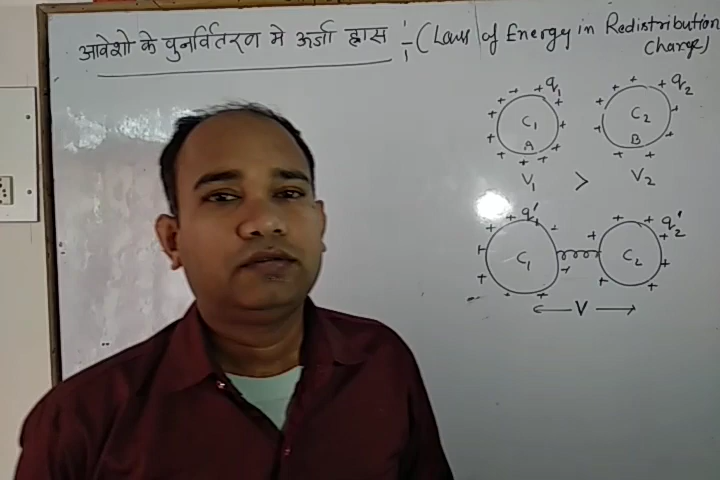 आवेशो के पुनर्वितरण मे ऊर्जा ह्रास :- (Laws of Energy in Redistribution
Charge)
+ + + + q₁ + + + + q₂
C₁ C₂
A B
V₁ > V₂
q₁' q₂'
C₁ C₂
V